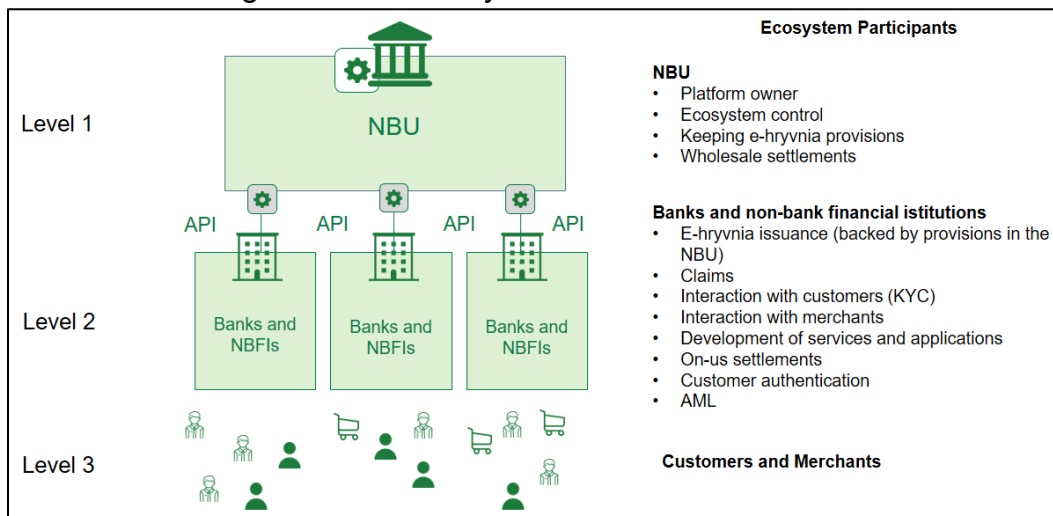 Level 1
NBU
API
API
API
API
Level 2
Banks and
NBFIs
Banks and
NBFIs
Banks and
NBFIs
Level 3
Ecosystem Participants
NBU
• Platform owner
• Ecosystem control
• Keeping e-hryvnia provisions
• Wholesale settlements
Banks and non-bank financial istitutions
• E-hryvnia issuance (backed by provisions in the
NBU)
• Claims
• Interaction with customers (KYC)
• Interaction with merchants
• Development of services and applications
• On-us settlements
• Customer authentication
• AML
Customers and Merchants